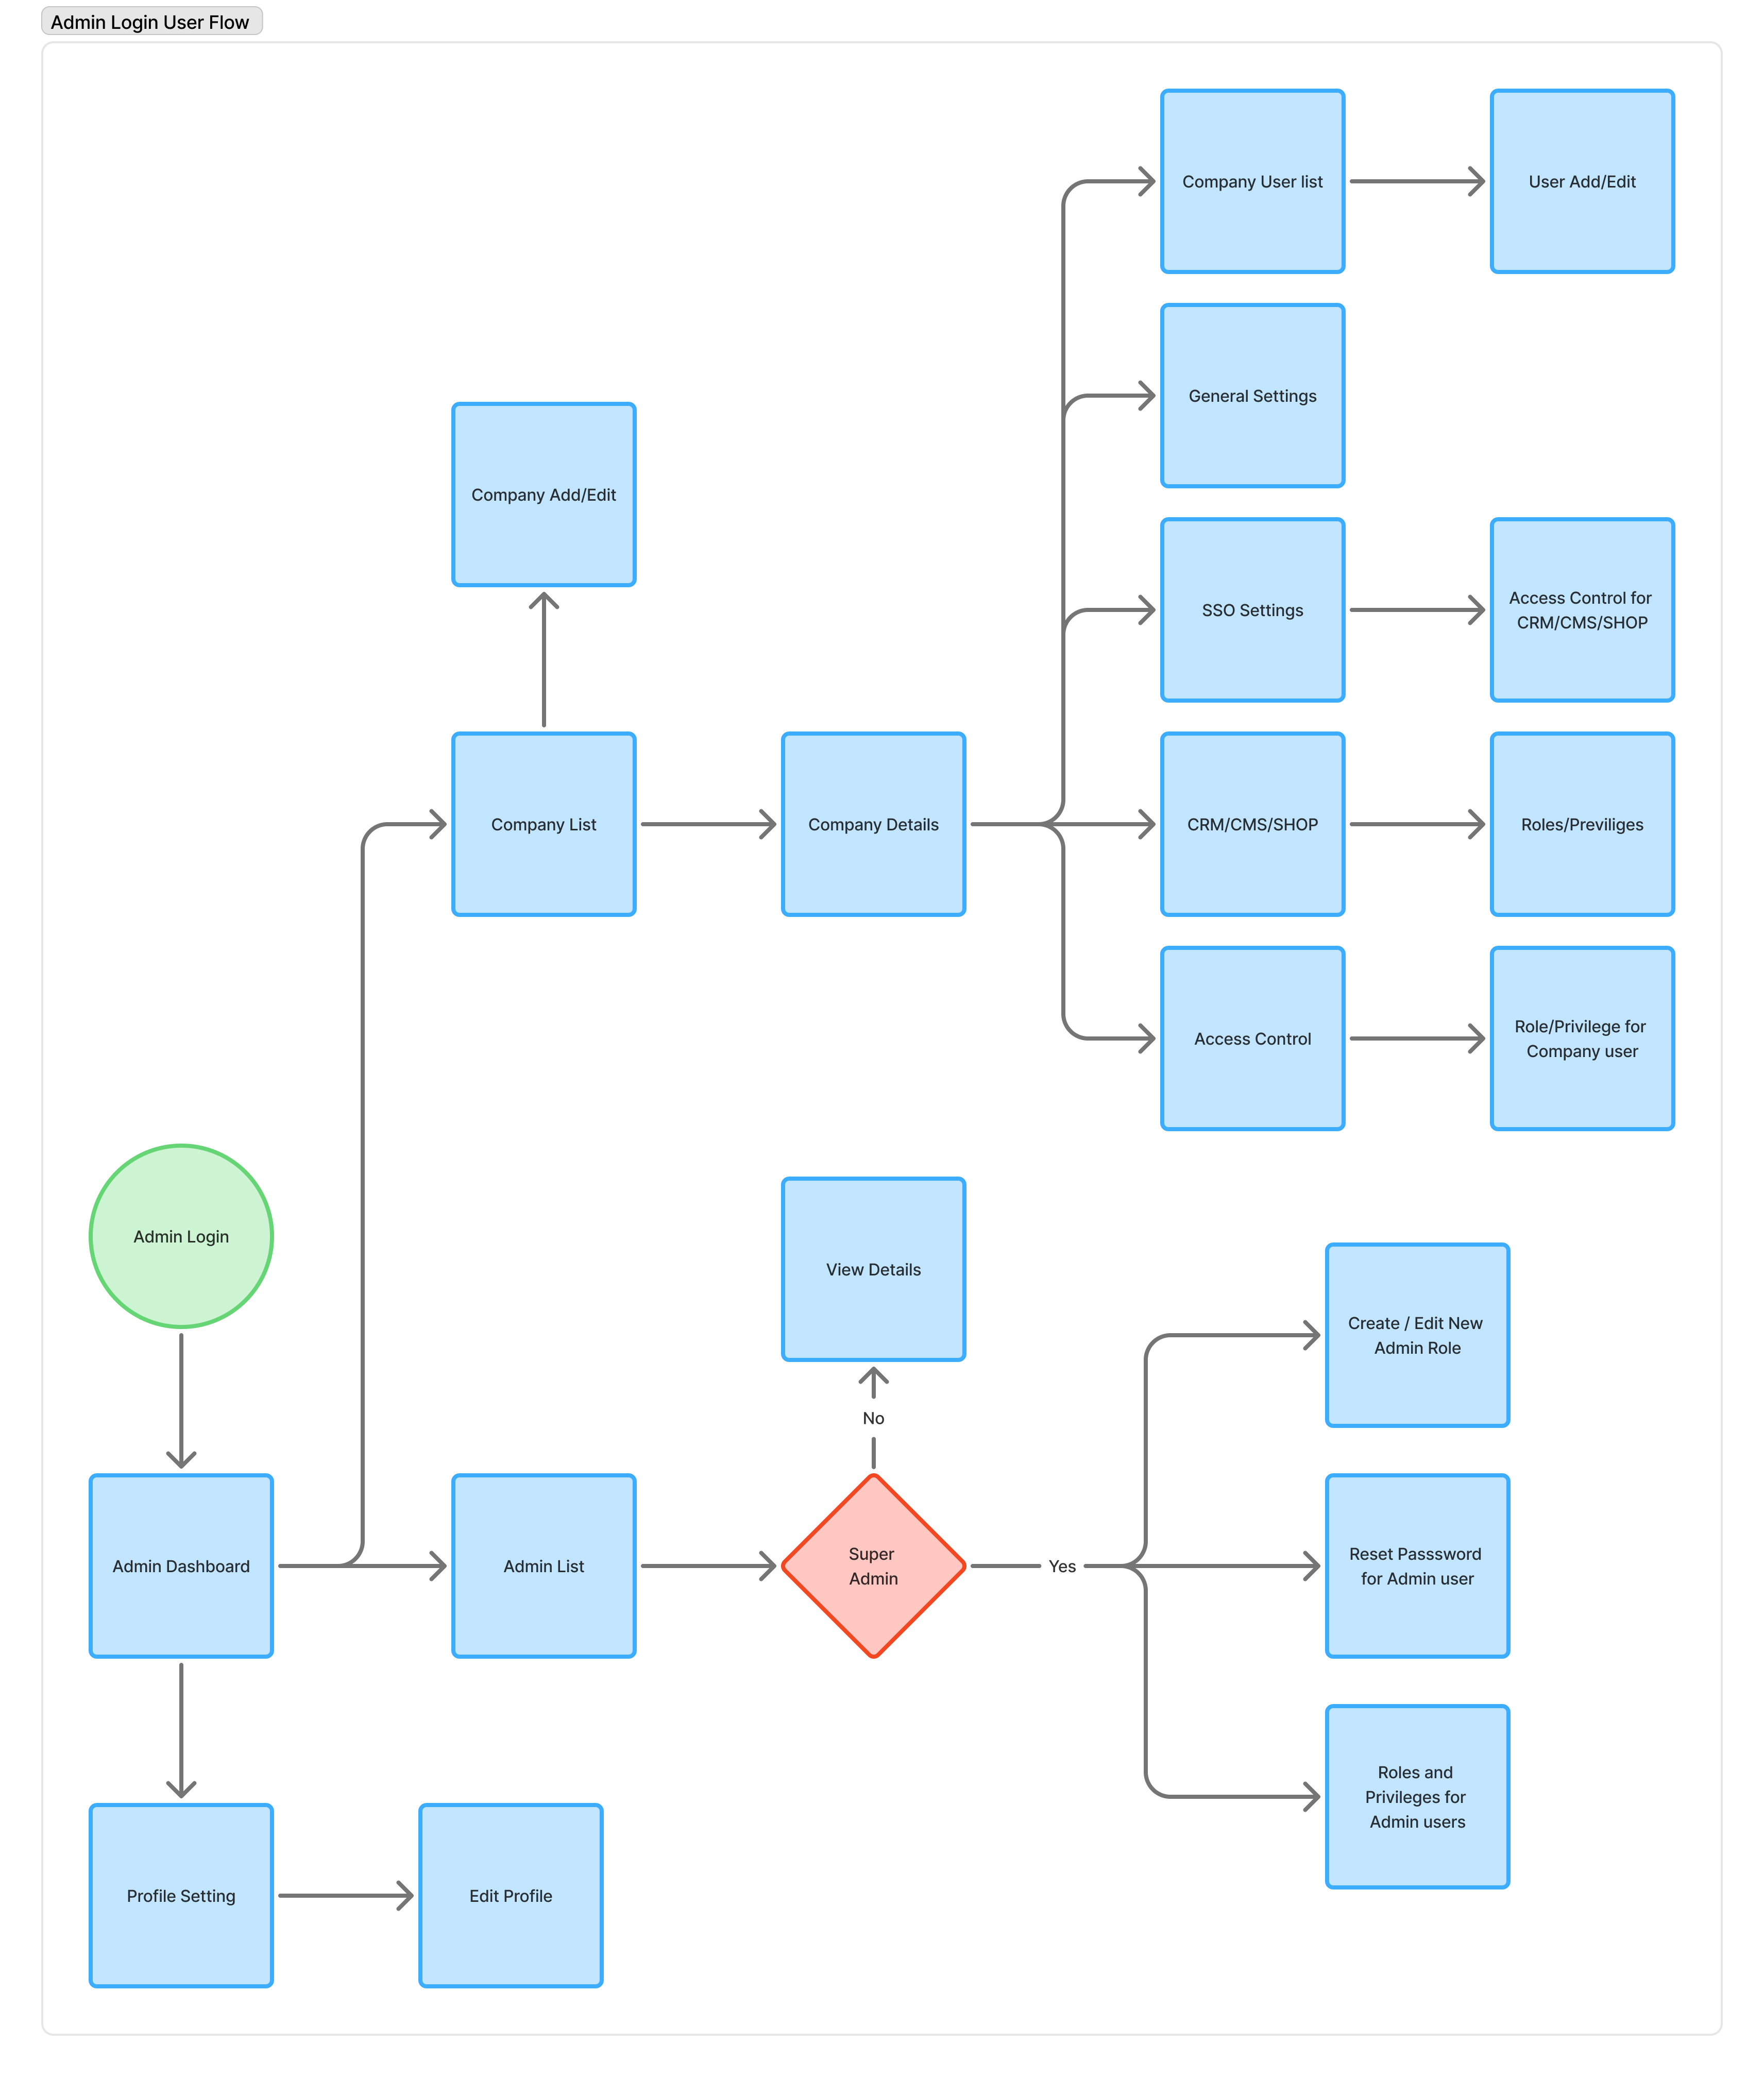 Admin Login User Flow
Company User list
User Add/Edit
General Settings
Company Add/Edit
SSO Settings
Access Control for
CRM/CMS/SHOP
Company List
Company Details
CRM/CMS/SHOP
Roles/Previliges
Access Control
Role/Privilege for
Company user
Admin Login
View Details
Create / Edit New
Admin Role
No
Admin Dashboard
Admin List
Super
Admin
Yes
Reset Passsword
for Admin user
Roles and
Privileges for
Admin users
Profile Setting
Edit Profile